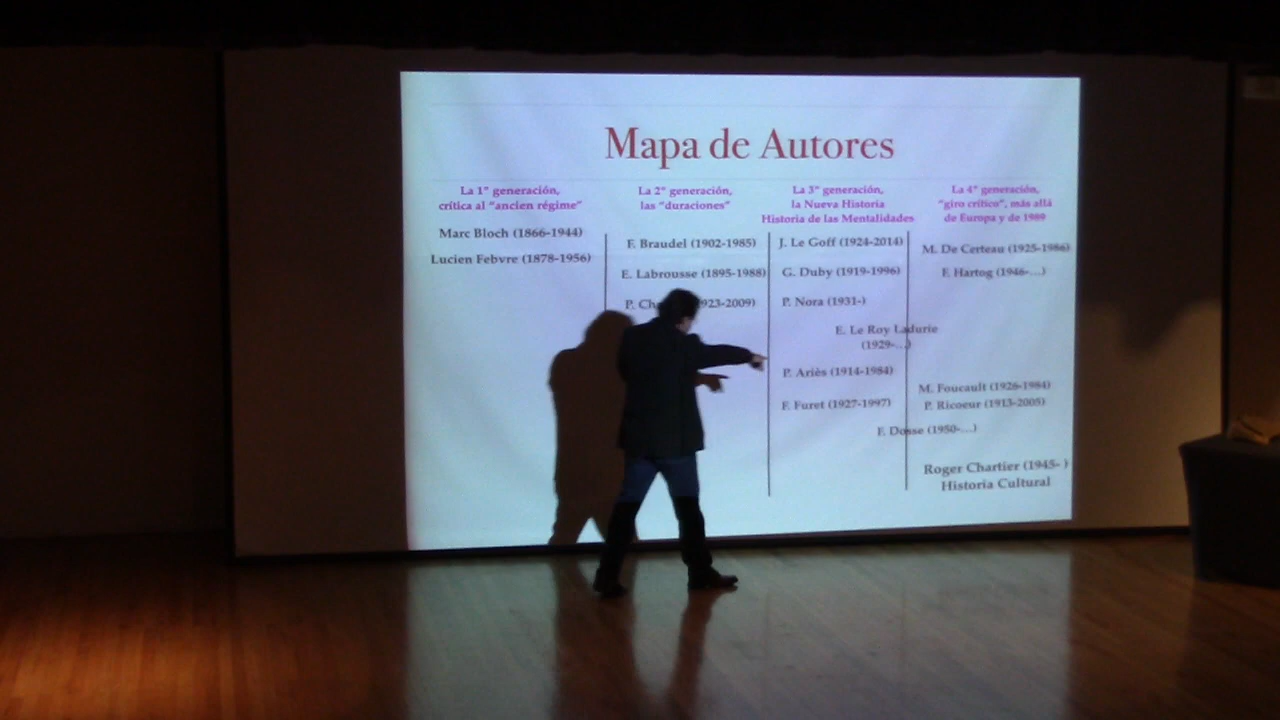 Mapa de Autores
La 1ª generación,
crítica al “ancien régime”
Marc Bloch (1866-1944)
Lucien Febvre (1878-1956)
La 2ª generación,
las “duraciones”
F. Braudel (1902-1985)
E. Labrousse (1895-1988)
P. 923-2009)
La 3ª generación,
la Nueva Historia
Historia de las Mentalidades
J. Le Goff (1924-2014)
G. Duby (1919-1996)
P. Nora (1931-)
E. Le Roy Ladurie
(1929-...)
P. Ariès (1914-1984)
F. Furet (1927-1997)
F. Dosse (1950-...)
La 4ª generación,
“giro crítico”, más allá
de Europa y de 1989
M. De Certeau (1925-1986)
F. Hartog (1946-...)
M. Foucault (1926-1984)
P. Ricoeur (1913-2005)
Roger Chartier (1945- )
Historia Cultural